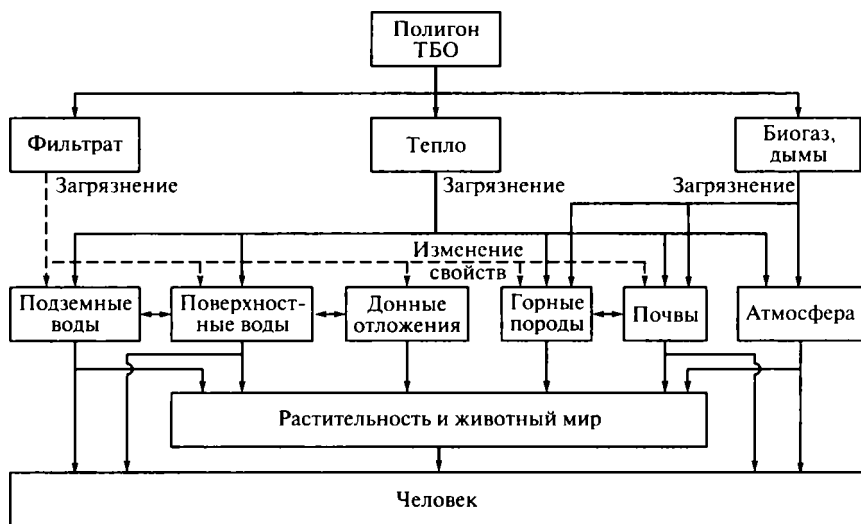 Полигон
ТБО
Фильтрат
Тепло
Биогаз,
дымы
Загрязнение
Загрязнение
Загрязнение
Изменение
свойств
Подземные
воды
Поверхност-
ные воды
Донные
отложения
Горные
породы
Почвы
Атмосфера
Растительность и животный мир
Человек